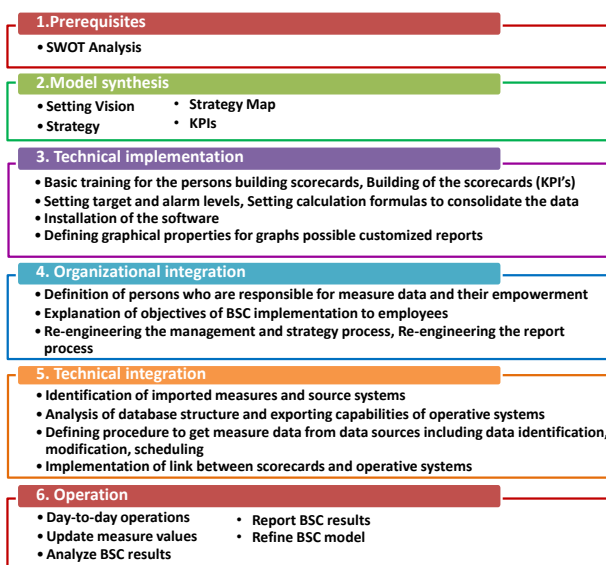 1.Prerequisites
• SWOT Analysis
2.Model synthesis
• Setting Vision
• Strategy
• Strategy Map
• KPIs
3. Technical implementation
• Basic training for the persons building scorecards, Building of the scorecards (KPI's)
• Setting target and alarm levels, Setting calculation formulas to consolidate the data
• Installation of the software
• Defining graphical properties for graphs possible customized reports
4. Organizational integration
• Definition of persons who are responsible for measure data and their empowerment
• Explanation of objectives of BSC implementation to employees
• Re-engineering the management and strategy process, Re-engineering the report
process
5. Technical integration
• Identification of imported measures and source systems
• Analysis of database structure and exporting capabilities of operative systems
• Defining procedure to get measure data from data sources including data identification,
modification, scheduling
• Implementation of link between scorecards and operative systems
6. Operation
• Day-to-day operations
• Update measure values
• Analyze BSC results
• Report BSC results
• Refine BSC model